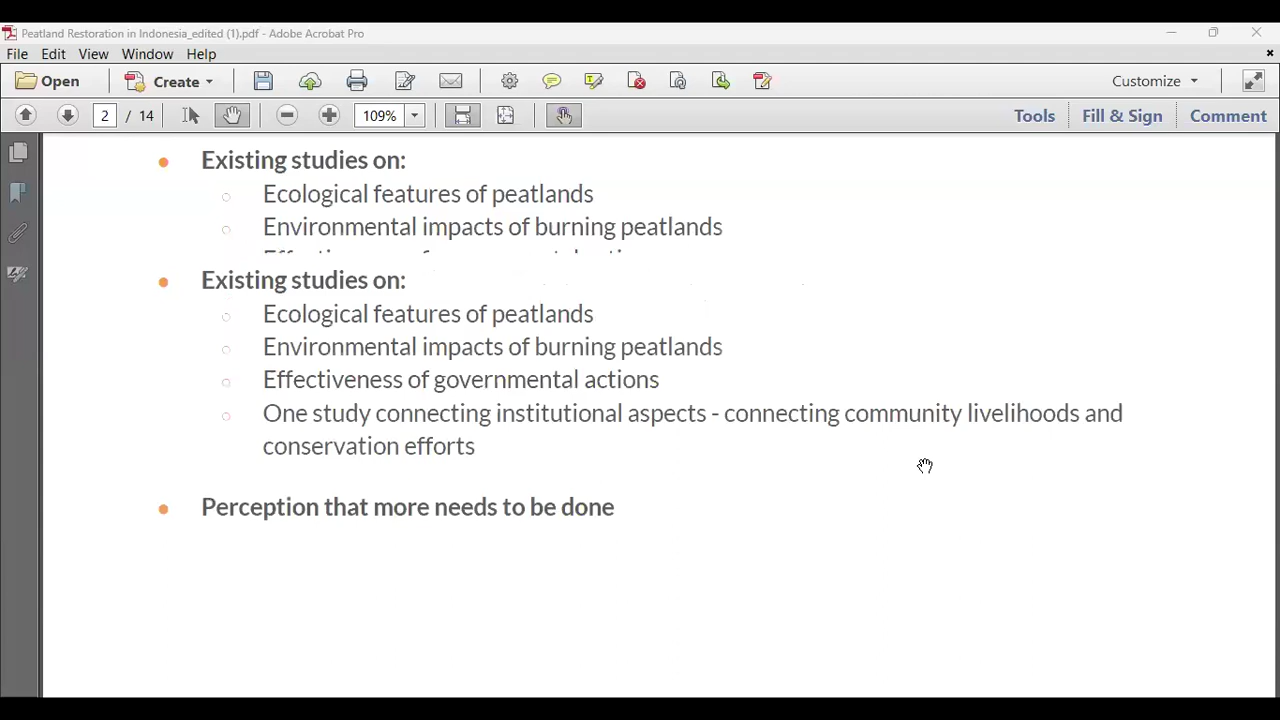 Peatland Restoration in Indonesia_edited (1).pdf - Adobe Acrobat Pro
File Edit View Window Help
Open Create Customize
2 / 14 109% Tools Fill & Sign Comment
Existing studies on:
Ecological features of peatlands
Environmental impacts of burning peatlands
Existing studies on:
Ecological features of peatlands
Environmental impacts of burning peatlands
Effectiveness of governmental actions
One study connecting institutional aspects - connecting community livelihoods and
conservation efforts
Perception that more needs to be done